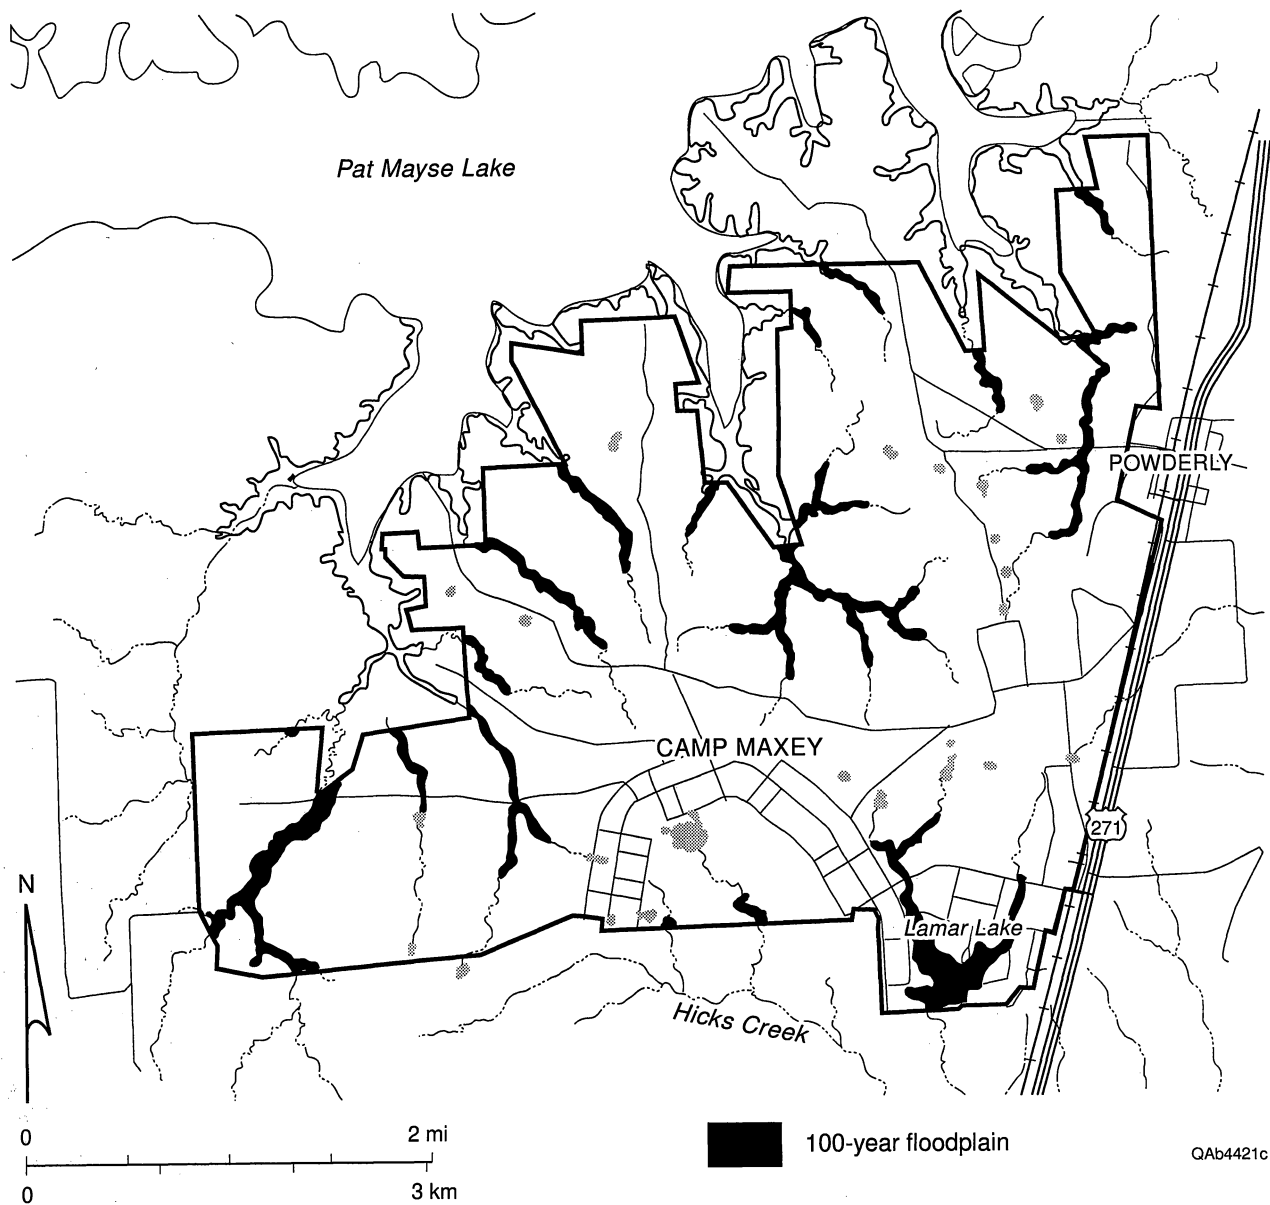 Pat Mayse Lake
POWDERLY
CAMP MAXEY
271
N
Lamar Lake
Hicks Creek
0
2 mi
100-year floodplain
QAb4421c
0
3 km